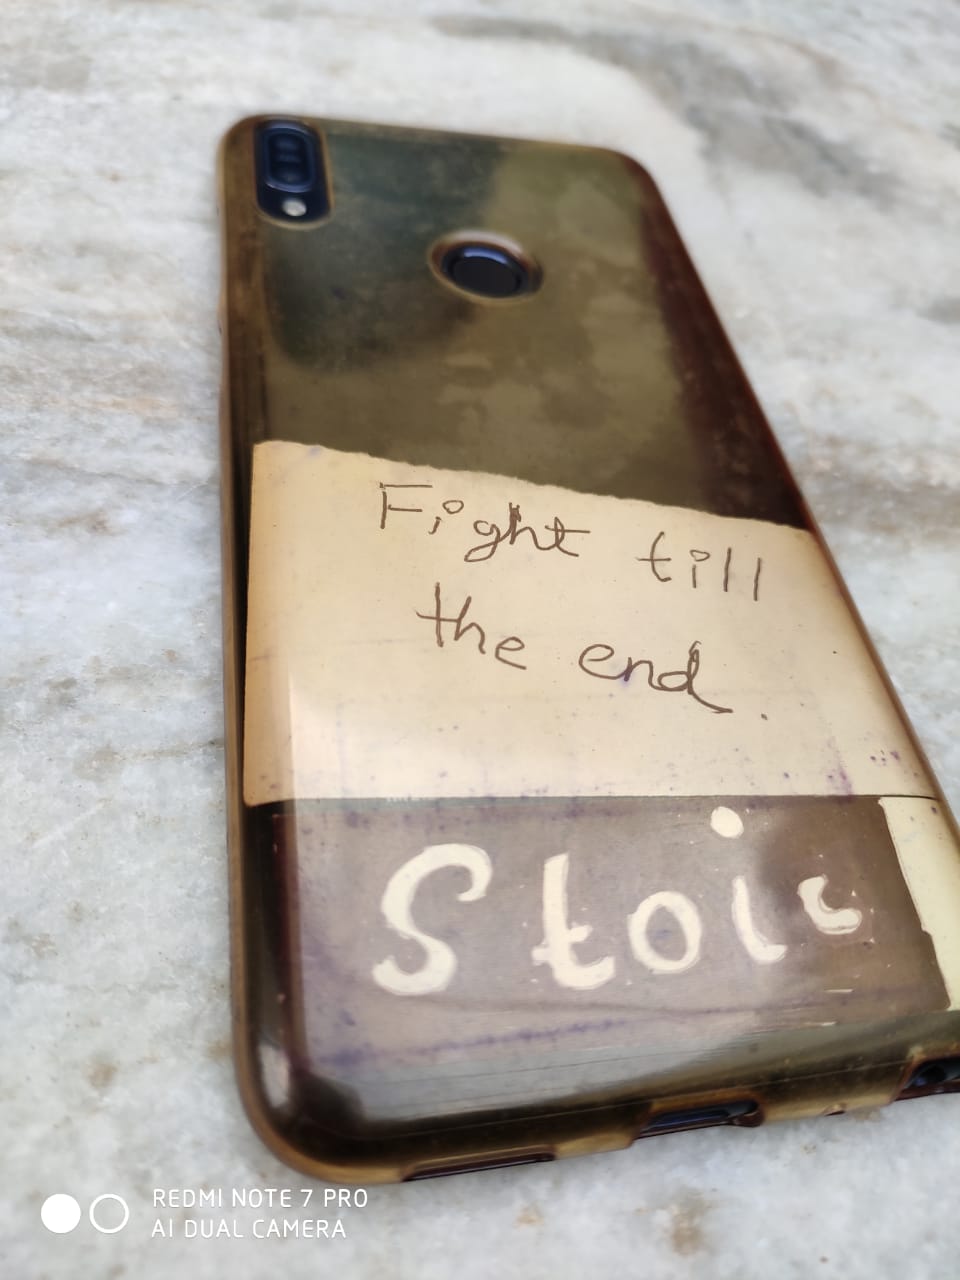 Fight till
the end.
Stoic
REDMI NOTE 7 PRO
AI DUAL CAMERA